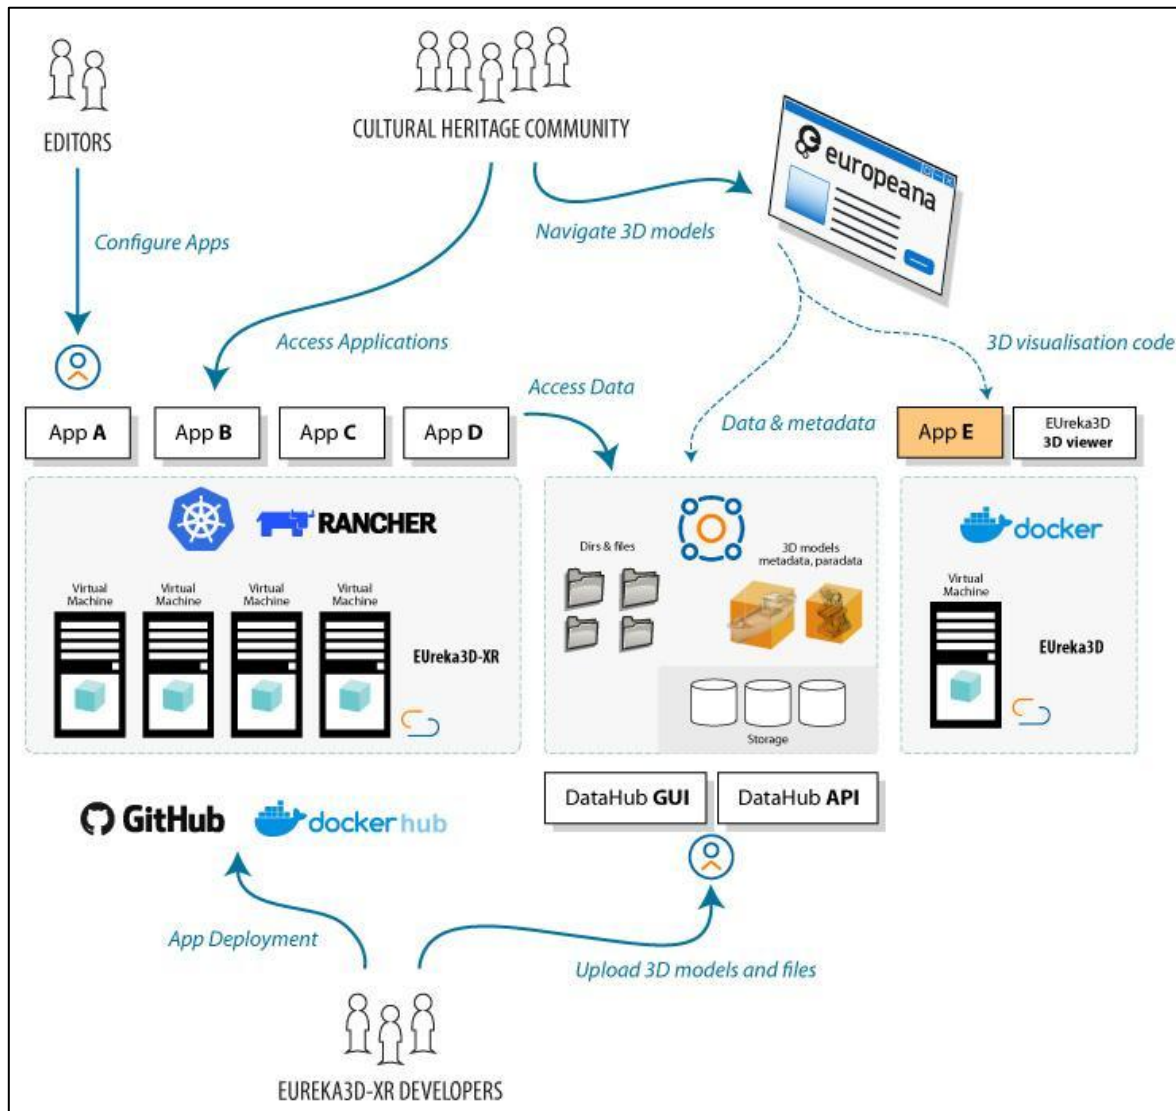 EDITORS
CULTURAL HERITAGE COMMUNITY
europeana
Configure Apps
Navigate 3D models
Access Applications
3D visualisation code
Access Data
Data & metadata
App A
App B
App C
App D
App E
EUreka3D
3D viewer
RANCHER
docker
Dirs & files
3D models
metadata, paradata
Virtual
Machine
Virtual
Machine
Virtual
Machine
Virtual
Machine
EUreka3D-XR
Storage
Virtual
Machine
EUreka3D
DataHub GUI
DataHub API
GitHub
docker hub
App Deployment
Upload 3D models and files
EUREKA3D-XR DEVELOPERS